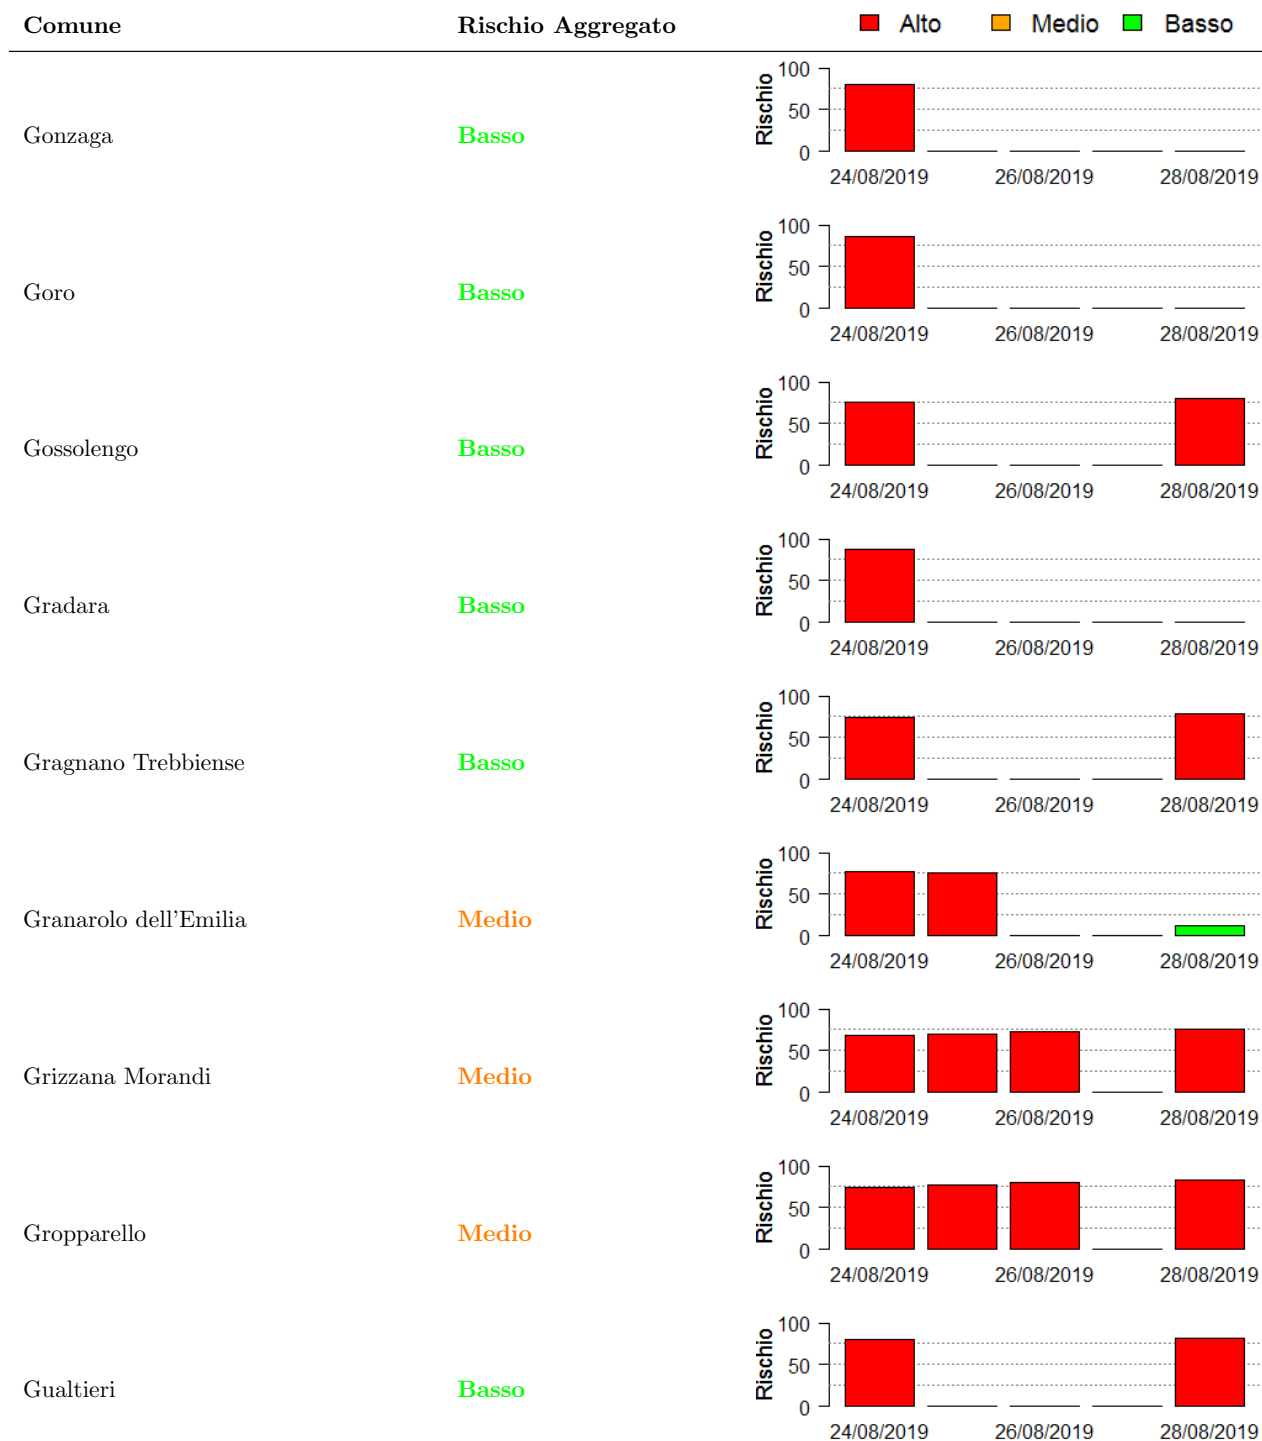 Comune Rischio Aggregato Alto Medio Basso
Gonzaga Basso Rischio 100 50 0
24/08/2019 26/08/2019 28/08/2019
Goro Basso Rischio 100 50 0
24/08/2019 26/08/2019 28/08/2019
Gossolengo Basso Rischio 100 50 0
24/08/2019 26/08/2019 28/08/2019
Gradara Basso Rischio 100 50 0
24/08/2019 26/08/2019 28/08/2019
Gragnano Trebbiense Basso Rischio 100 50 0
24/08/2019 26/08/2019 28/08/2019
Granarolo dell'Emilia Medio Rischio 100 50 0
24/08/2019 26/08/2019 28/08/2019
Grizzana Morandi Medio Rischio 100 50 0
24/08/2019 26/08/2019 28/08/2019
Gropparello Medio Rischio 100 50 0
24/08/2019 26/08/2019 28/08/2019
Gualtieri Basso Rischio 100 50 0
24/08/2019 26/08/2019 28/08/2019